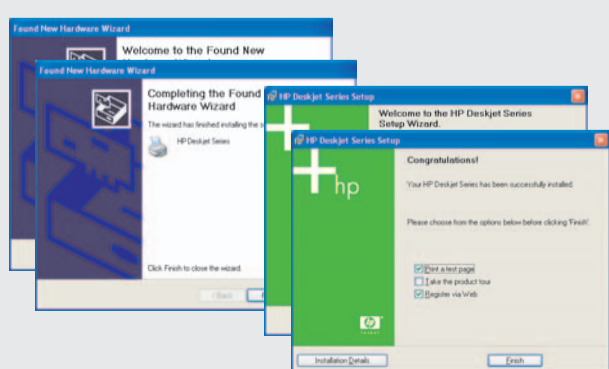 Found New Hardware Wizard
Welcome to the Found New
Found New Hardware Wizard
Completing the Found
Hardware Wizard
The wizard has finished installing the s
HP Deskjet Series
Click Finish to close the wizard.
< Back
HP Deskjet Series Setup
Welcome to the HP Deskjet Series
Setup Wizard.
HP Deskjet Series Setup
hp
Congratulations!
Your HP Deskjet Series has been successfully installed.
Please choose from the options below before clicking 'Finish'.
Print a test page
Take the product tour
Register via Web
Installation Details
Finish